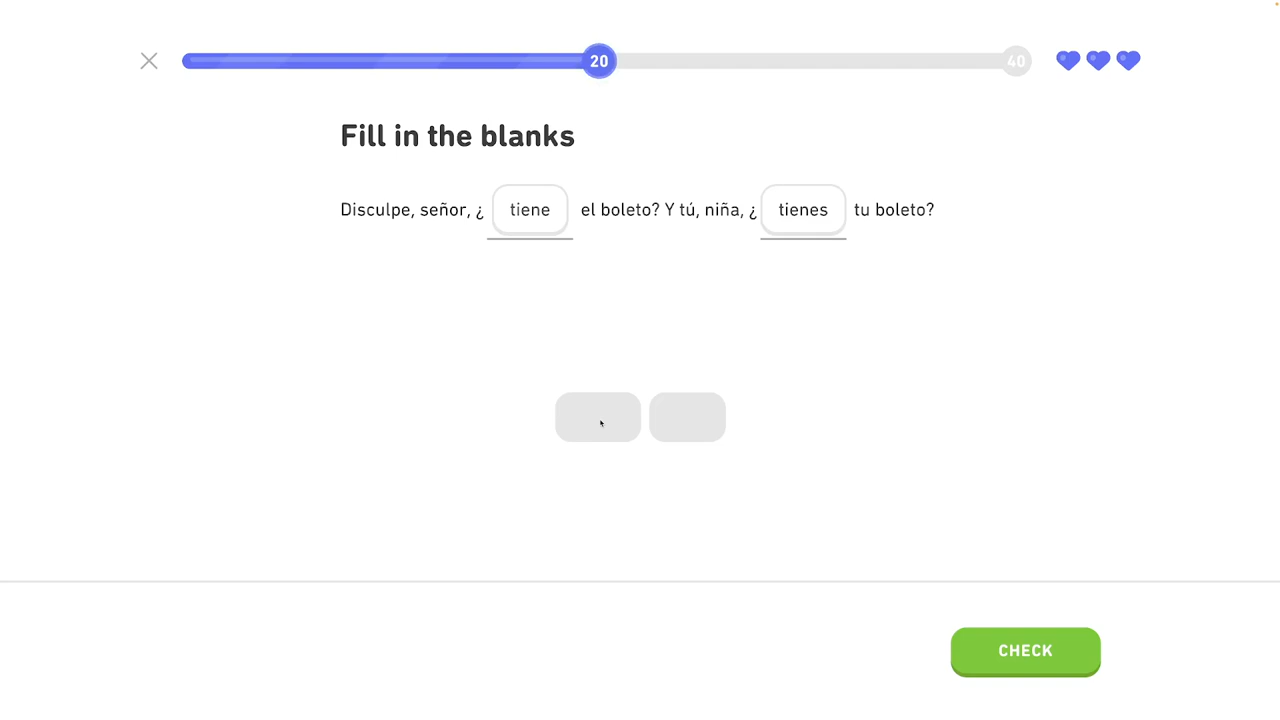 20
40
Fill in the blanks
Disculpe, señor, ¿ tiene el boleto? Y tú, niña, ¿ tienes tu boleto?
CHECK